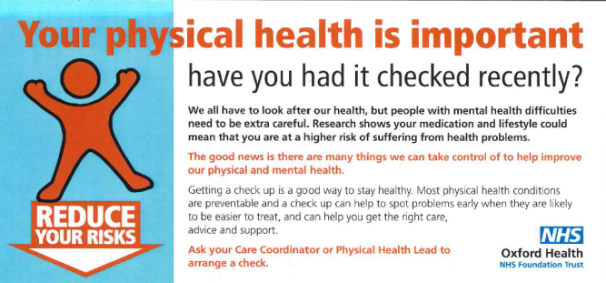 Your physical health is important
have you had it checked recently?
We all have to look after our health, but people with mental health difficulties
need to be extra careful. Research shows your medication and lifestyle could
mean that you are at a higher risk of suffering from health problems.
The good news is there are many things we can take control of to help improve
our physical and mental health.
Getting a check up is a good way to stay healthy. Most physical health conditions
are preventable and a check up can help to spot problems early when they are likely
to be easier to treat, and can help you get the right care,
advice and support.
Ask your Care Coordinator or Physical Health Lead to
arrange a check.
REDUCE
YOUR RISKS
NHS
Oxford Health
NHS Foundation Trust